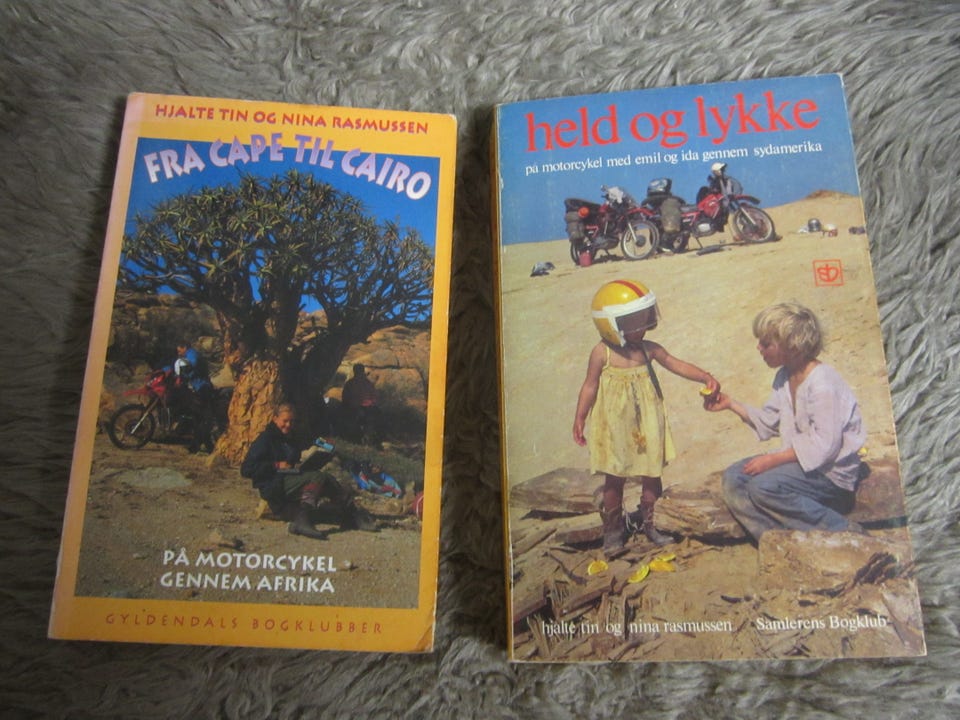 HJALTE TIN OG NINA RASMUSSEN
FRA CAPE TIL CAIRO
PÅ MOTORCYKEL
GENNEM AFRIKA
GYLDENDALS BOGKLUBBER
held og lykke
på motorcykel med emil og ida gennem sydamerika
sb
hjalte tin og nina rasmussen Samlerens Bogklub